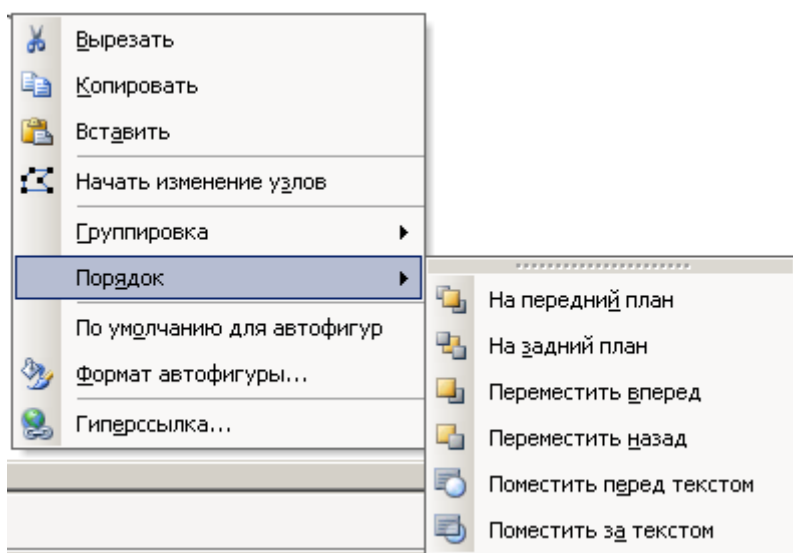 Вырезать
Копировать
Вставить
Начать изменение узлов
Группировка
Порядок
По умолчанию для автофигур
Формат автофигуры...
Гиперссылка...
На передний план
На задний план
Переместить вперед
Переместить назад
Поместить перед текстом
Поместить за текстом